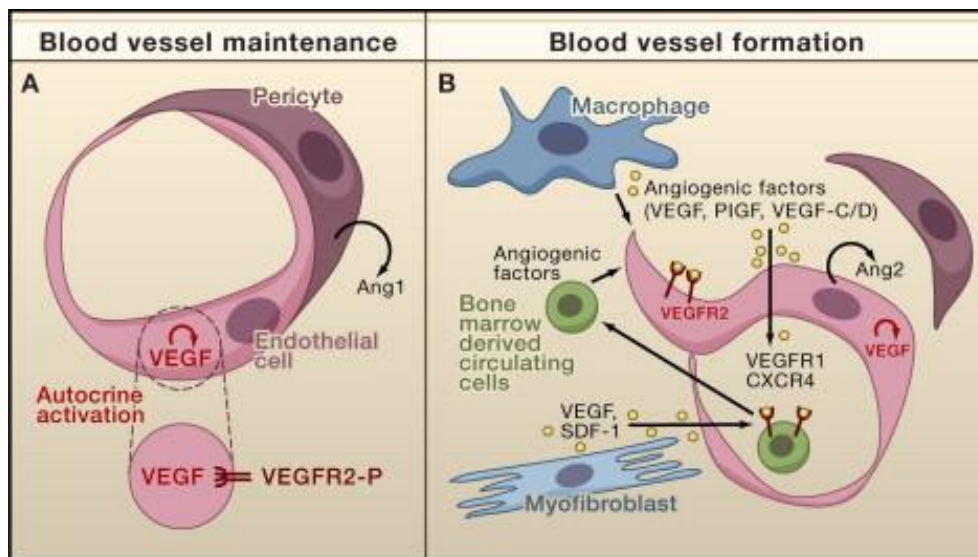 Blood vessel maintenance
Blood vessel formation
A
Pericyte
Ang1
VEGF
Endothelial
cell
Autocrine
activation
VEGF
VEGFR2-P
B
Macrophage
Angiogenic factors
(VEGF, PlGF, VEGF-C/D)
Angiogenic
factors
Ang2
VEGFR2
Bone
marrow
derived
circulating
cells
VEGF
VEGFR1
CXCR4
VEGF,
SDF-1
Myofibroblast